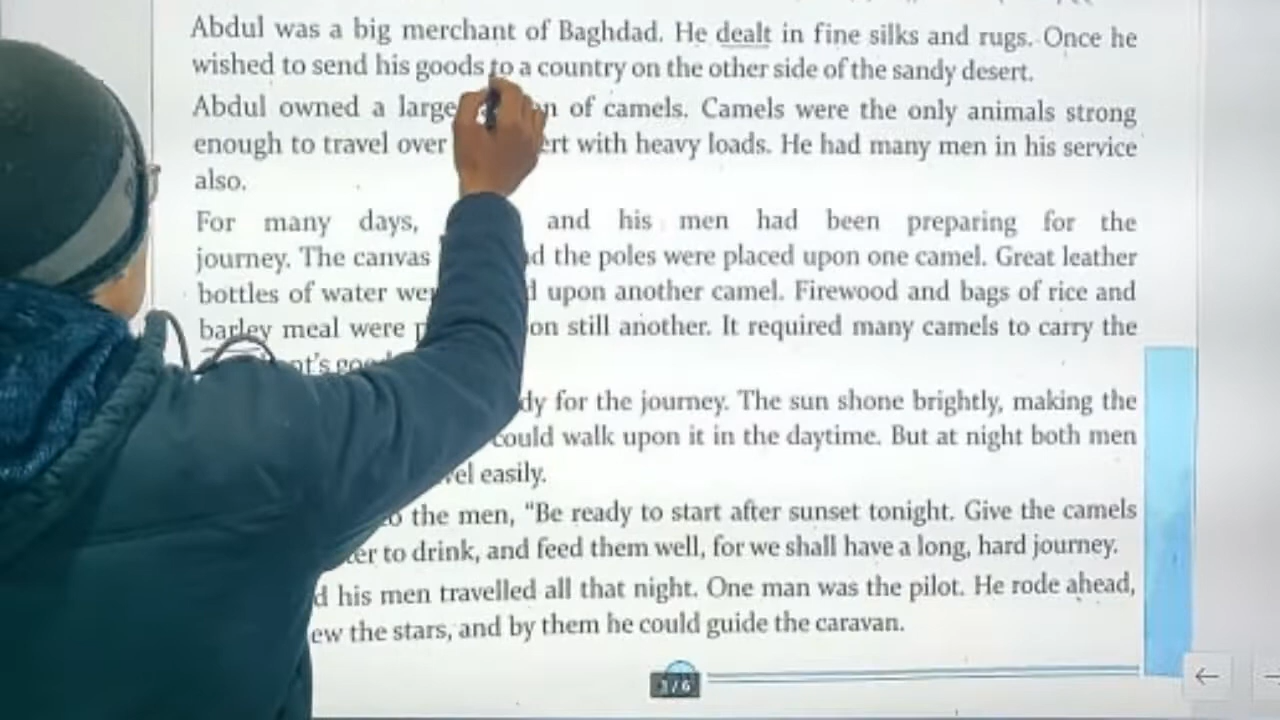 Abdul was a big merchant of Baghdad. He dealt in fine silks and rugs. Once he
wished to send his goods to a country on the other side of the sandy desert.
Abdul owned a large of camels. Camels were the only animals strong
enough to travel over with heavy loads. He had many men in his service
also.
For many days, and his men had been preparing for the
journey. The canvas the poles were placed upon one camel. Great leather
bottles of water upon another camel. Firewood and bags of rice and
barley meal were on still another. It required many camels to carry the
for the journey. The sun shone brightly, making the
could walk upon it in the daytime. But at night both men
easily.
the men, "Be ready to start after sunset tonight. Give the camels
to drink, and feed them well, for we shall have a long, hard journey.
his men travelled all that night. One man was the pilot. He rode ahead,
the stars, and by them he could guide the caravan.
1/6